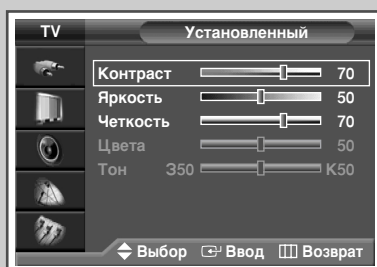 TV Установленный
Контраст 70
Яркость 50
Четкость 70
Цвета 50
Тон З50 К50
Выбор Ввод Возврат